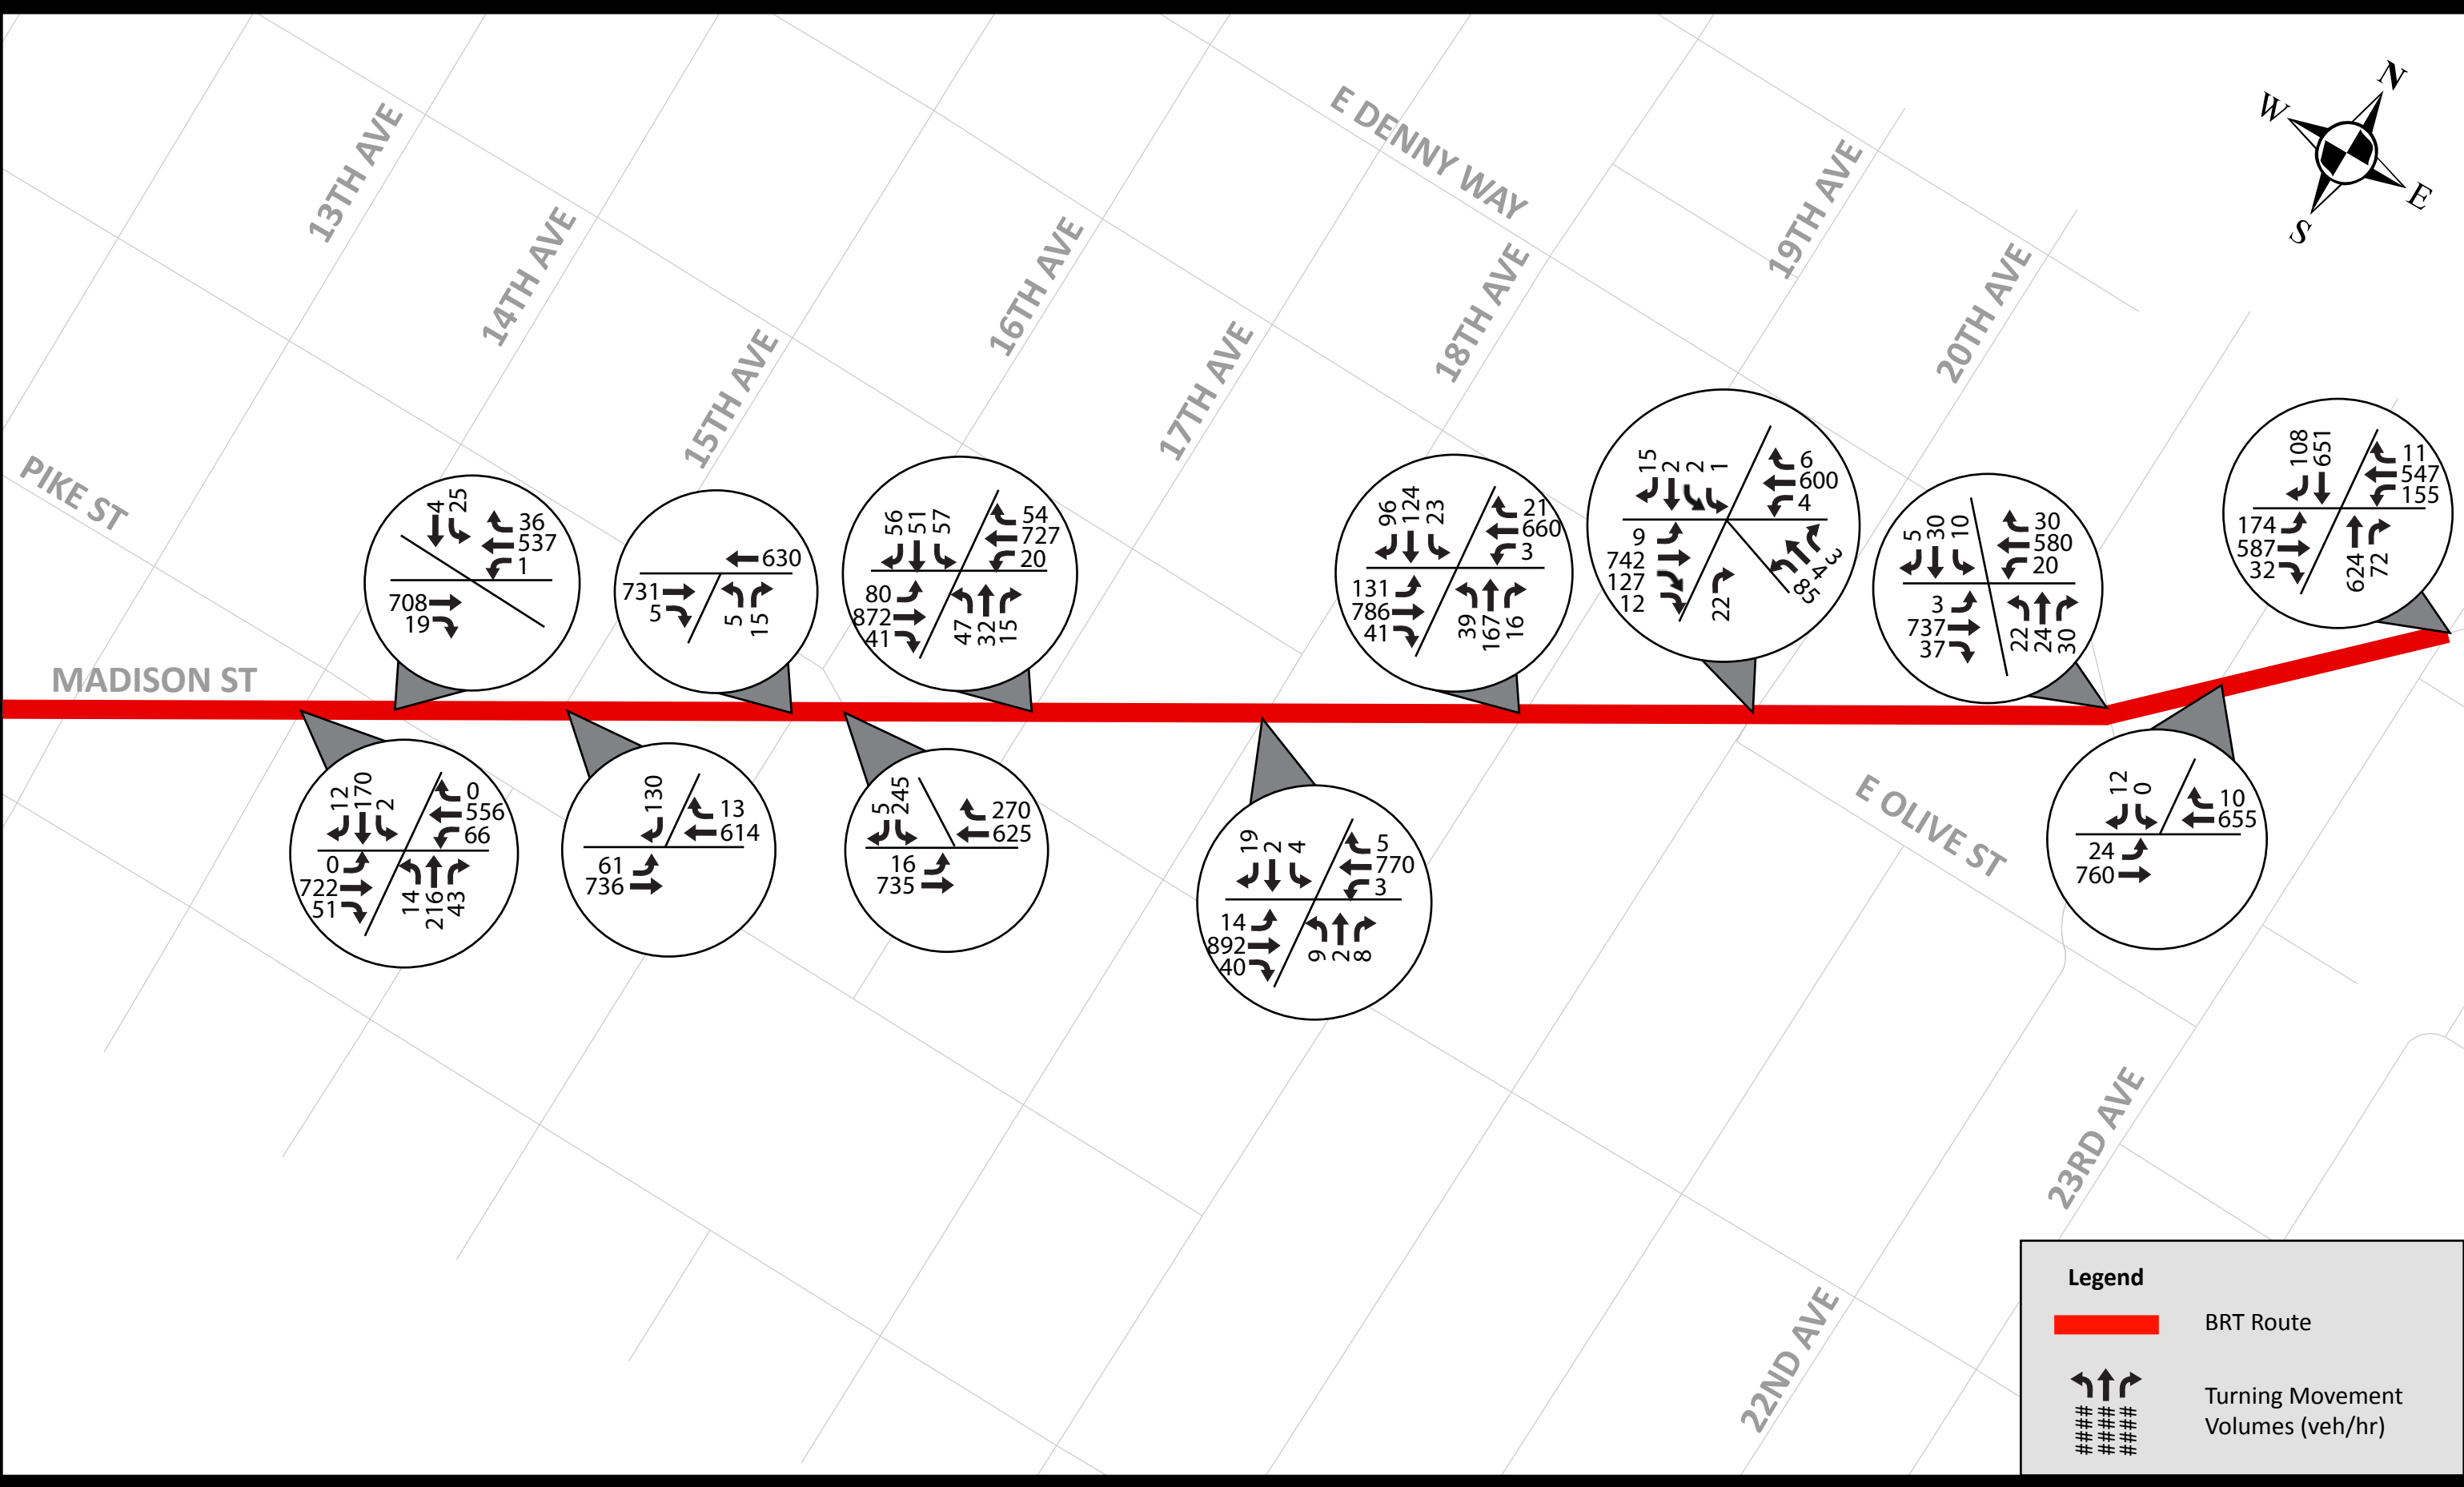 N
W
E
S
E DENNY WAY
13TH AVE
14TH AVE
15TH AVE
16TH AVE
17TH AVE
18TH AVE
19TH AVE
20TH AVE
PIKE ST
MADISON ST
4 25
36
537
1
708
19
630
731
5
5 15
56 51 57
54
727
20
80
872
41
47 32 15
96 124 23
21
660
3
131
786
41
39 167 16
15 2 2 1
6
600
4
9
742
127
12
22
85 4 3
5 30 10
30
580
20
3
737
37
22 24 30
108 651
11
547
155
174
587
32
624 72
12 170 2
0
556
66
0
722
51
14 216 43
130
13
614
61
736
5 245
270
625
16
735
19 2 4
5
770
3
14
892
40
9 2 8
12 0
10
655
24
760
E OLIVE ST
23RD AVE
22ND AVE
Legend
BRT Route
Turning Movement
Volumes (veh/hr)
### ### ###